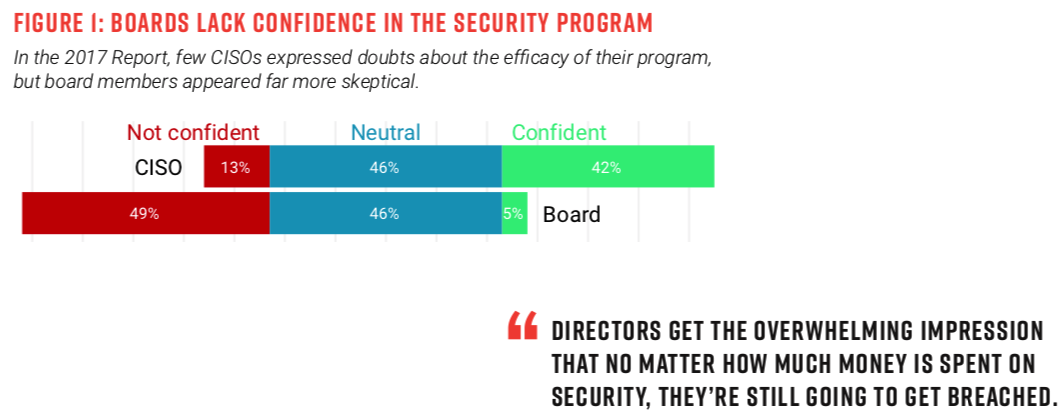 FIGURE 1: BOARDS LACK CONFIDENCE IN THE SECURITY PROGRAM
In the 2017 Report, few CISOs expressed doubts about the efficacy of their program,
but board members appeared far more skeptical.
Not confident Neutral Confident
CISO 13% 46% 42%
49% 46% 5% Board
“ DIRECTORS GET THE OVERWHELMING IMPRESSION
THAT NO MATTER HOW MUCH MONEY IS SPENT ON
SECURITY, THEY’RE STILL GOING TO GET BREACHED.